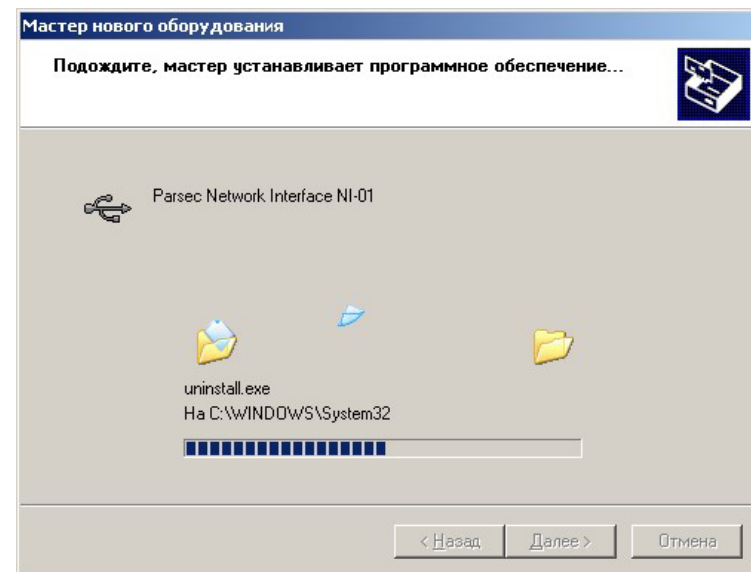 Мастер нового оборудования
Подождите, мастер устанавливает программное обеспечение...
Parsec Network Interface NI-01
uninstall.exe
На C:\WINDOWS\System32
< Назад
Далее >
Отмена